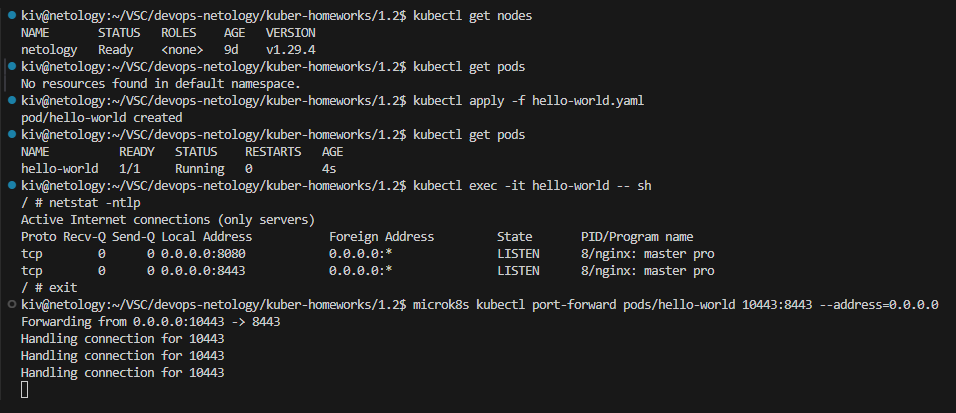 kiv@netology:~/VSC/devops-netology/kuber-homeworks/1.2$ kubectl get nodes
NAME       STATUS   ROLES    AGE   VERSION
netology   Ready    <none>   9d    v1.29.4
kiv@netology:~/VSC/devops-netology/kuber-homeworks/1.2$ kubectl get pods
No resources found in default namespace.
kiv@netology:~/VSC/devops-netology/kuber-homeworks/1.2$ kubectl apply -f hello-world.yaml
pod/hello-world created
kiv@netology:~/VSC/devops-netology/kuber-homeworks/1.2$ kubectl get pods
NAME          READY   STATUS    RESTARTS   AGE
hello-world   1/1     Running   0          4s
kiv@netology:~/VSC/devops-netology/kuber-homeworks/1.2$ kubectl exec -it hello-world -- sh
/ # netstat -ntlp
Active Internet connections (only servers)
Proto Recv-Q Send-Q Local Address           Foreign Address         State       PID/Program name
tcp        0      0 0.0.0.0:8080            0.0.0.0:*               LISTEN      8/nginx: master pro
tcp        0      0 0.0.0.0:8443            0.0.0.0:*               LISTEN      8/nginx: master pro
/ # exit
kiv@netology:~/VSC/devops-netology/kuber-homeworks/1.2$ microk8s kubectl port-forward pods/hello-world 10443:8443 --address=0.0.0.0
Forwarding from 0.0.0.0:10443 -> 8443
Handling connection for 10443
Handling connection for 10443
Handling connection for 10443